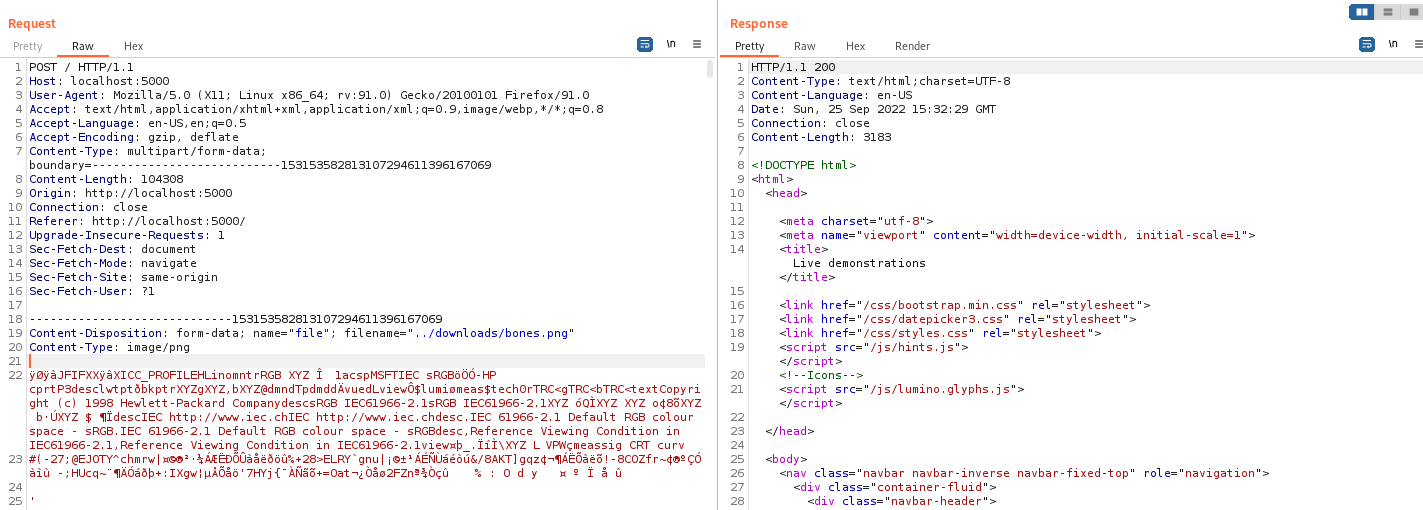 Request
Response
Pretty Raw Hex \n
Pretty Raw Hex Render \n
1 POST / HTTP/1.1
2 Host: localhost:5000
3 User-Agent: Mozilla/5.0 (X11; Linux x86_64; rv:91.0) Gecko/20100101 Firefox/91.0
4 Accept: text/html,application/xhtml+xml,application/xml;q=0.9,image/webp,*/*;q=0.8
5 Accept-Language: en-US,en;q=0.5
6 Accept-Encoding: gzip, deflate
7 Content-Type: multipart/form-data;
boundary=---------------------------153153582813107294611396167069
8 Content-Length: 104308
9 Origin: http://localhost:5000
10 Connection: close
11 Referer: http://localhost:5000/
12 Upgrade-Insecure-Requests: 1
13 Sec-Fetch-Dest: document
14 Sec-Fetch-Mode: navigate
15 Sec-Fetch-Site: same-origin
16 Sec-Fetch-User: ?1
17
18 -----------------------------153153582813107294611396167069
19 Content-Disposition: form-data; name="file"; filename="../downloads/bones.png"
20 Content-Type: image/png
21
22 ÿØÿàJFIFXXÿâXICC_PROFILEHLinomntrRGB XYZ Î 1acspMSFTIEC sRGBöÖÓ-HP
cprtP3desclwtptðbkptrXYZgXYZ,bXYZ@dmndTpdmddÄvuedLviewÔ$lumiømeas$techOrTRC<gTRC<bTRC<textCopyri
ght (c) 1998 Hewlett-Packard CompanydescsRGB IEC61966-2.1sRGB IEC61966-2.1XYZ óQÌXYZ XYZ o¢8õXYZ
b·ÚXYZ $ ¶ÏdescIEC http://www.iec.chIEC http://www.iec.chdesc.IEC 61966-2.1 Default RGB colour
space - sRGB.IEC 61966-2.1 Default RGB colour space - sRGBdesc,Reference Viewing Condition in
IEC61966-2.1,Reference Viewing Condition in IEC61966-2.1view¤þ_.ÏíÌ\XYZ L VPWçmeassig CRT curv
23
24
25 '
1 HTTP/1.1 200
2 Content-Type: text/html;charset=UTF-8
3 Content-Language: en-US
4 Date: Sun, 25 Sep 2022 15:32:29 GMT
5 Connection: close
6 Content-Length: 3183
7
8 <!DOCTYPE html>
9 <html>
10 <head>
11
12 <meta charset="utf-8">
13 <meta name="viewport" content="width=device-width, initial-scale=1">
14 <title>
Live demonstrations
</title>
15
16 <link href="/css/bootstrap.min.css" rel="stylesheet">
17 <link href="/css/datepicker3.css" rel="stylesheet">
18 <link href="/css/styles.css" rel="stylesheet">
19 <script src="/js/hints.js">
</script>
20 <!--Icons-->
21 <script src="/js/lumino.glyphs.js">
</script>
22
23 </head>
24
25 <body>
26 <nav class="navbar navbar-inverse navbar-fixed-top" role="navigation">
27 <div class="container-fluid">
28 <div class="navbar-header">